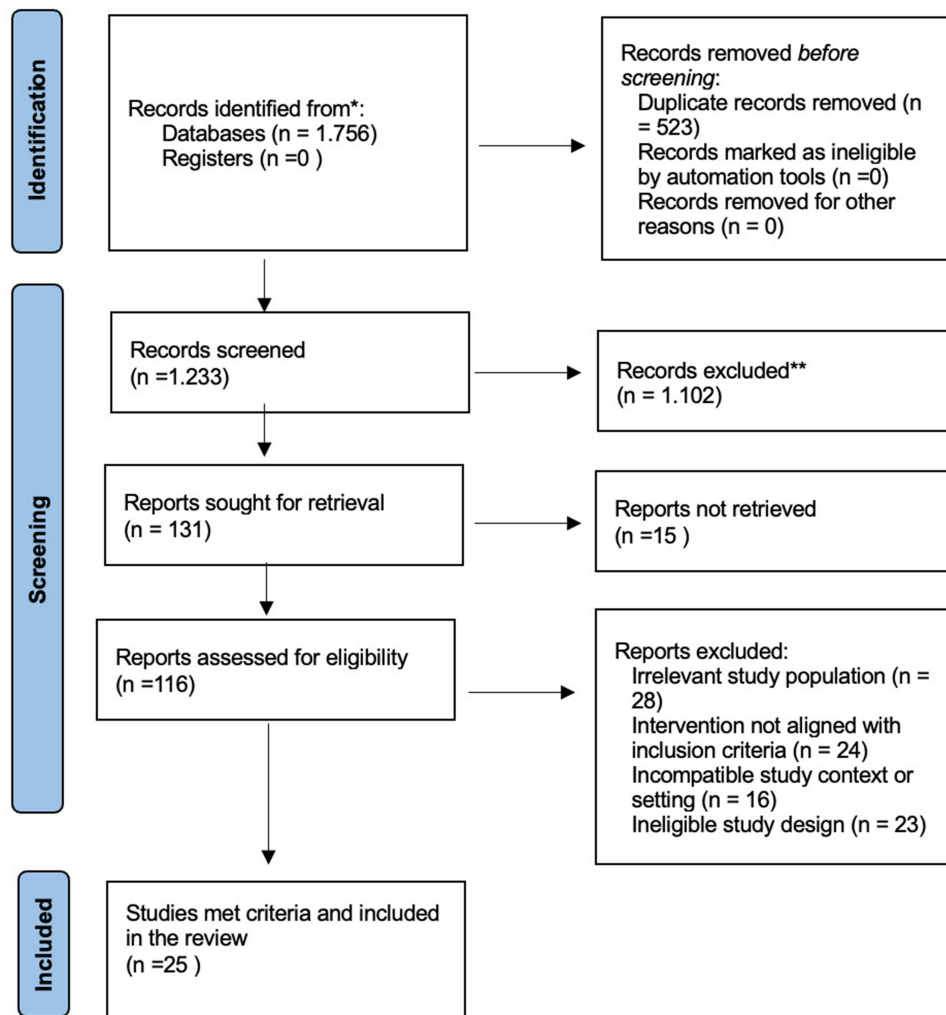 Identification
Records identified from*:
Databases (n = 1.756)
Registers (n =0 )
Records removed before
screening:
Duplicate records removed (n
= 523)
Records marked as ineligible
by automation tools (n =0)
Records removed for other
reasons (n = 0)
Screening
Records screened
(n =1.233)
Records excluded**
(n = 1.102)
Reports sought for retrieval
(n = 131)
Reports not retrieved
(n =15 )
Reports assessed for eligibility
(n =116)
Reports excluded:
Irrelevant study population (n =
28)
Intervention not aligned with
inclusion criteria (n = 24)
Incompatible study context or
setting (n = 16)
Ineligible study design (n = 23)
Included
Studies met criteria and included
in the review
(n =25 )